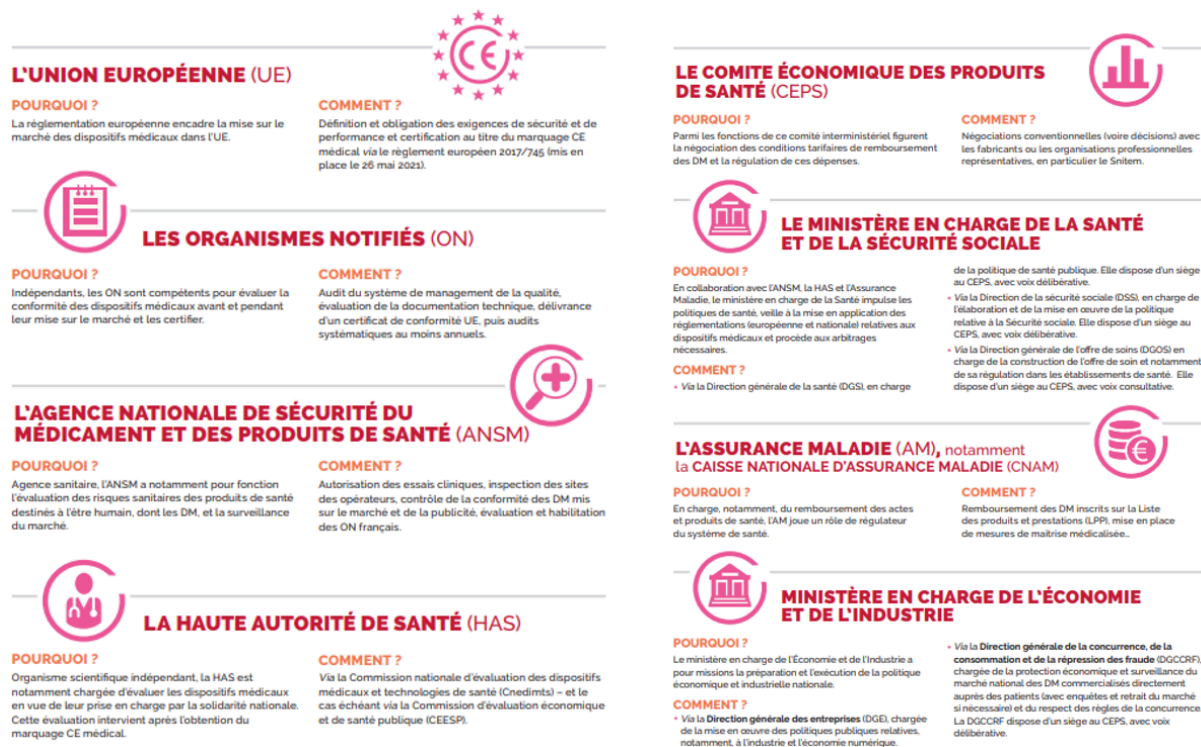 CE
L'UNION EUROPÉENNE (UE)
POURQUOI ?
La réglementation européenne encadre la mise sur le
marché des dispositifs médicaux dans l'UE.
COMMENT ?
Définition et obligation des exigences de sécurité et de
performance et certification au titre du marquage CE
médical via le règlement européen 2017/745 (mis en
place le 26 mai 2021).
LES ORGANISMES NOTIFIÉS (ON)
POURQUOI ?
Indépendants, les ON sont compétents pour évaluer la
conformité des dispositifs médicaux avant et pendant
leur mise sur le marché et les certifier.
COMMENT ?
Audit du système de management de la qualité,
évaluation de la documentation technique, délivrance
d'un certificat de conformité UE, puis audits
systématiques au moins annuels.
L'AGENCE NATIONALE DE SÉCURITÉ DU
MÉDICAMENT ET DES PRODUITS DE SANTÉ (ANSM)
POURQUOI ?
Agence sanitaire, l'ANSM a notamment pour fonction
l'évaluation des risques sanitaires des produits de santé
destinés à l'être humain, dont les DM, et la surveillance
du marché.
COMMENT ?
Autorisation des essais cliniques, inspection des sites
des opérateurs, contrôle de la conformité des DM mis
sur le marché et de la publicité, évaluation et habilitation
des ON français.
LA HAUTE AUTORITÉ DE SANTÉ (HAS)
POURQUOI ?
Organisme scientifique indépendant, la HAS est
notamment chargée d'évaluer les dispositifs médicaux
en vue de leur prise en charge par la solidarité nationale.
Cette évaluation intervient après l'obtention du
marquage CE médical.
COMMENT ?
Via la Commission nationale d'évaluation des dispositifs
médicaux et technologies de santé (Cnedimts) – et le
cas échéant via la Commission d'évaluation économique
et de santé publique (CEESP).
LE COMITE ÉCONOMIQUE DES PRODUITS
DE SANTÉ (CEPS)
POURQUOI ?
Parmi les fonctions de ce comité interministériel figurent
la négociation des conditions tarifaires de remboursement
des DM et la régulation de ces dépenses.
COMMENT ?
Négociations conventionnelles (voire décisions) avec
les fabricants ou les organisations professionnelles
représentatives, en particulier le Snitem.
LE MINISTÈRE EN CHARGE DE LA SANTÉ
ET DE LA SÉCURITÉ SOCIALE
POURQUOI ?
En collaboration avec l'ANSM, la HAS et l'Assurance
Maladie, le ministère en charge de la Santé impulse les
politiques de santé, veille à la mise en application des
réglementations (européenne et nationale) relatives aux
dispositifs médicaux et procède aux arbitrages
nécessaires.
COMMENT ?
• Via la Direction générale de la santé (DGS), en charge
de la politique de santé publique. Elle dispose d'un siège
au CEPS, avec voix délibérative.
• Via la Direction de la sécurité sociale (DSS), en charge de
l'élaboration et de la mise en œuvre de la politique
relative à la Sécurité sociale. Elle dispose d'un siège au
CEPS, avec voix délibérative.
• Via la Direction générale de l'offre de soins (DGOS) en
charge de la construction de l'offre de soin et notamment
de sa régulation dans les établissements de santé. Elle
dispose d'un siège au CEPS, avec voix consultative.
L'ASSURANCE MALADIE (AM), notamment
la CAISSE NATIONALE D'ASSURANCE MALADIE (CNAM)
POURQUOI ?
En charge, notamment, du remboursement des actes
et produits de santé, l'AM joue un rôle de régulateur
du système de santé.
COMMENT ?
Remboursement des DM inscrits sur la Liste
des produits et prestations (LPP), mise en place
de mesures de maitrise médicalisée…
MINISTÈRE EN CHARGE DE L'ÉCONOMIE
ET DE L'INDUSTRIE
POURQUOI ?
Le ministère en charge de l'Économie et de l'Industrie a
pour missions la préparation et l'exécution de la politique
économique et industrielle nationale.
COMMENT ?
• Via la Direction générale des entreprises (DGE), chargée
de la mise en œuvre des politiques publiques relatives,
notamment, à l'industrie et l'économie numérique.
• Via la Direction générale de la concurrence, de la
consommation et de la répression des fraude (DGCCRF),
chargée de la protection économique et surveillance du
marché national des DM commercialisés directement
auprès des patients (avec enquêtes et retrait du marché
si nécessaire) et du respect des règles de la concurrence.
La DGCCRF dispose d'un siège au CEPS, avec voix
délibérative.